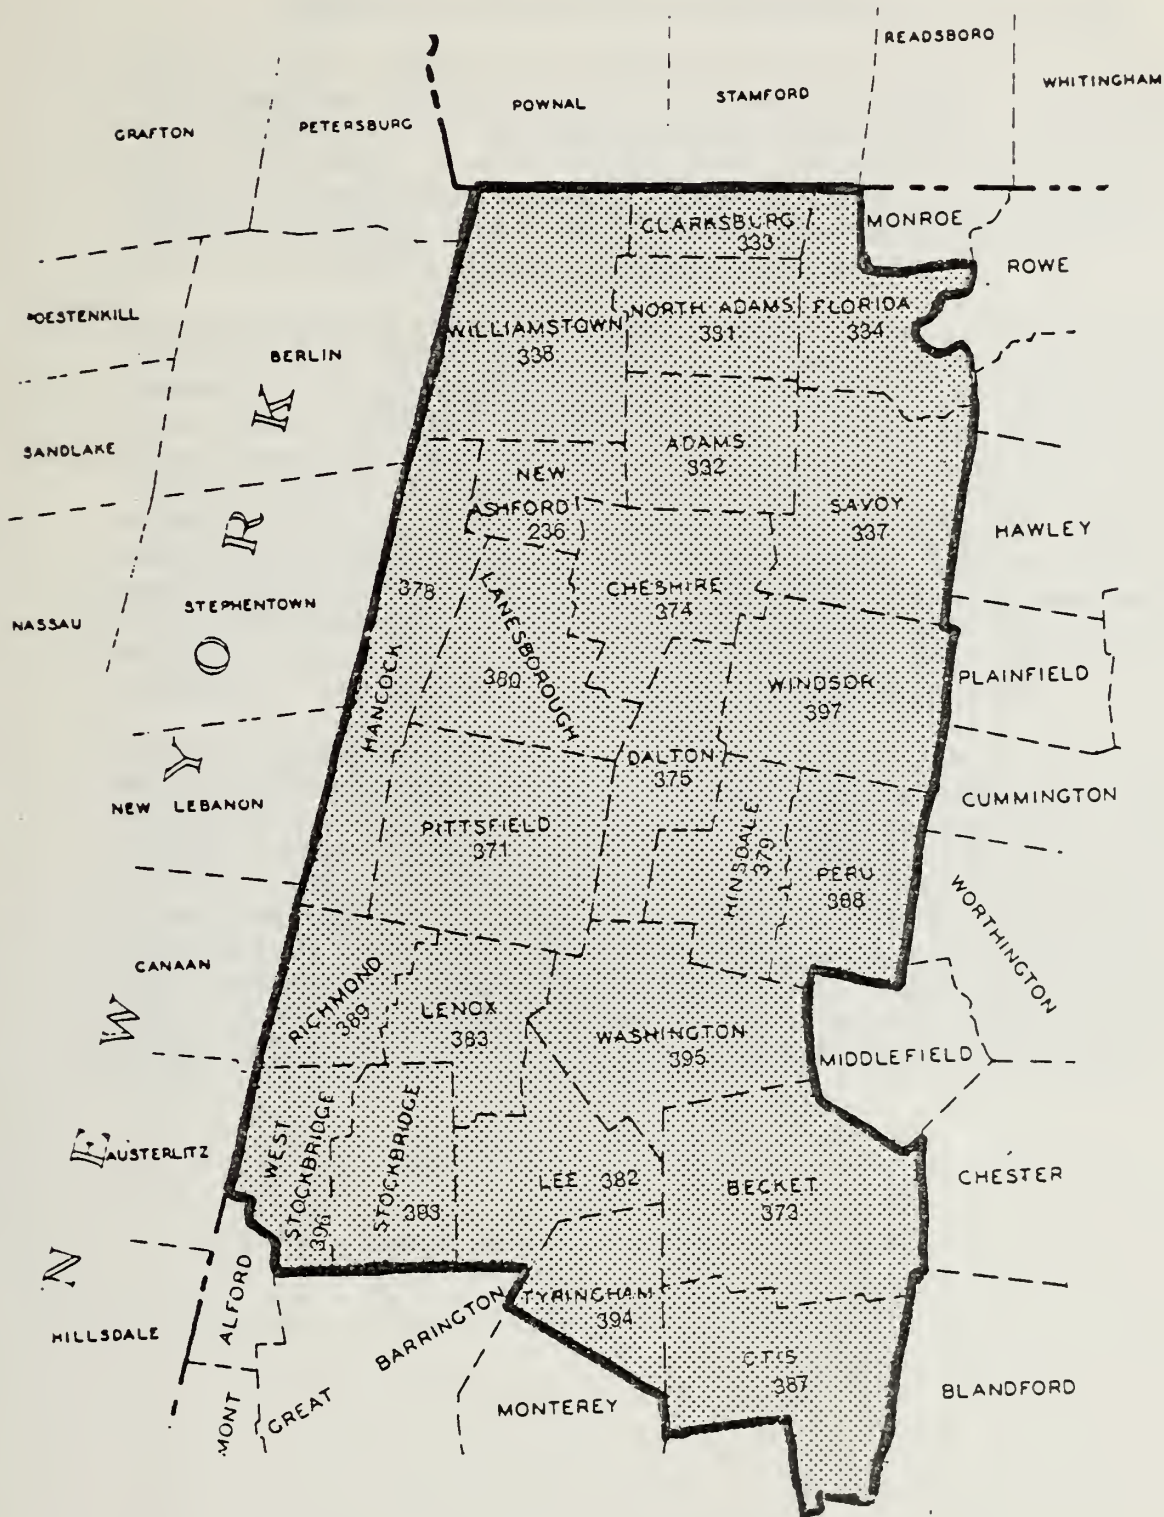 READSBORO
WHITINGHAM
POWNAL
STAMFORD
GRAFTON
PETERSBURG
CLARKSBURG
333
MONROE
ROWE
POESTENKILL
BERLIN
WILLIAMSTOWN
338
NORTH ADAMS
331
FLORIDA
334
SANDLAKE
ADAMS
332
NEW
ASHFORD
236
SAVOY
337
HAWLEY
NASSAU
STEPHENTOWN
378
HANCOCK
LANESBOROUGH
380
CHESHIRE
374
WINDSOR
397
PLAINFIELD
NEW LEBANON
DALTON
375
CUMMINGTON
PITTSFIELD
371
HINSDALE
379
PERU
388
WORTHINGTON
CANAAN
RICHMOND
389
LENOX
383
WASHINGTON
395
MIDDLEFIELD
AUSTERLITZ
WEST
STOCKBRIDGE
396
STOCKBRIDGE
383
LEE 382
BECKET
373
CHESTER
HILLSDALE
ALFORD
TYRINGHAM
394
OTIS
387
BLANDFORD
MONT
GREAT BARRINGTON
MONTEREY
NEW YORK